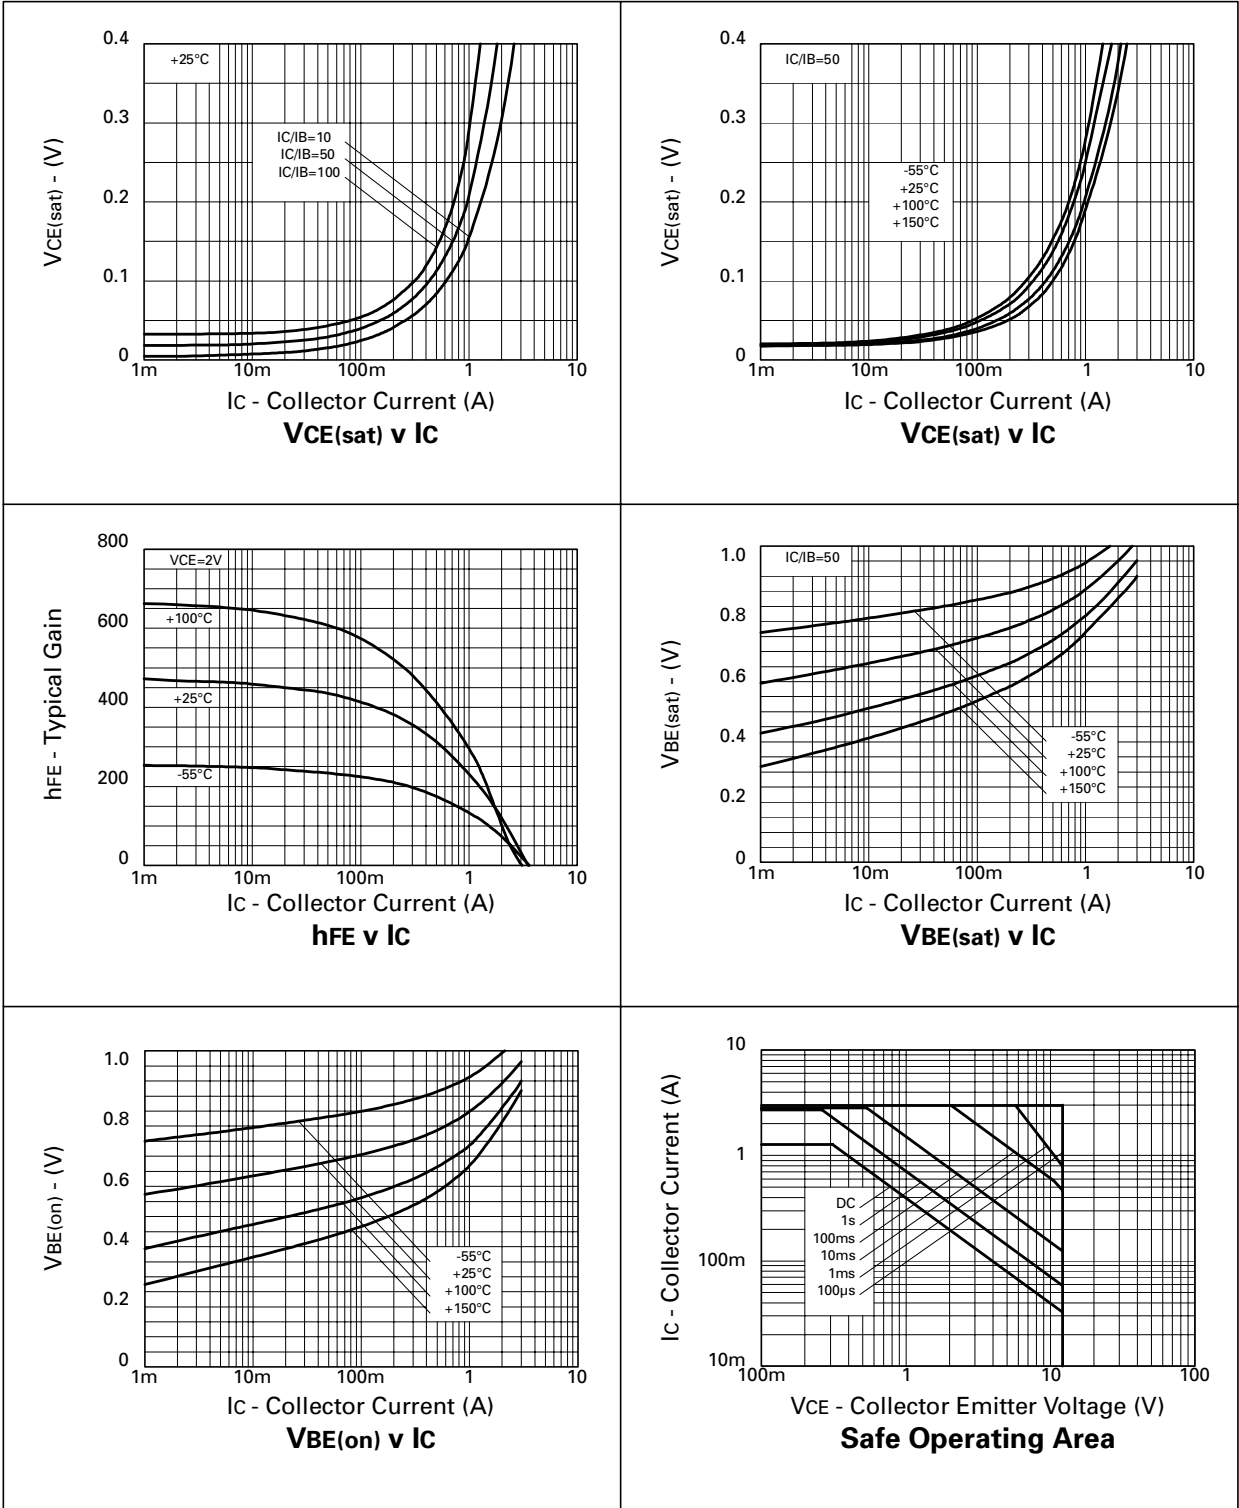 0.4
0.3
0.2
0.1
0
+25°C
IC/IB=10
IC/IB=50
IC/IB=100
VCE(sat) - (V)
1m 10m 100m 1 10
IC - Collector Current (A)
VCE(sat) v IC
0.4
0.3
0.2
0.1
0
IC/IB=50
-55°C
+25°C
+100°C
+150°C
VCE(sat) - (V)
1m 10m 100m 1 10
IC - Collector Current (A)
VCE(sat) v IC
800
600
400
200
0
VCE=2V
+100°C
+25°C
-55°C
hFE - Typical Gain
1m 10m 100m 1 10
IC - Collector Current (A)
hFE v IC
1.0
0.8
0.6
0.4
0.2
0
IC/IB=50
-55°C
+25°C
+100°C
+150°C
VBE(sat) - (V)
1m 10m 100m 1 10
IC - Collector Current (A)
VBE(sat) v IC
1.0
0.8
0.6
0.4
0.2
0
-55°C
+25°C
+100°C
+150°C
VBE(on) - (V)
1m 10m 100m 1 10
IC - Collector Current (A)
VBE(on) v IC
10
1
100m
10m
DC
1s
100ms
10ms
1ms
100µs
IC - Collector Current (A)
100m 1 10 100
VCE - Collector Emitter Voltage (V)
Safe Operating Area